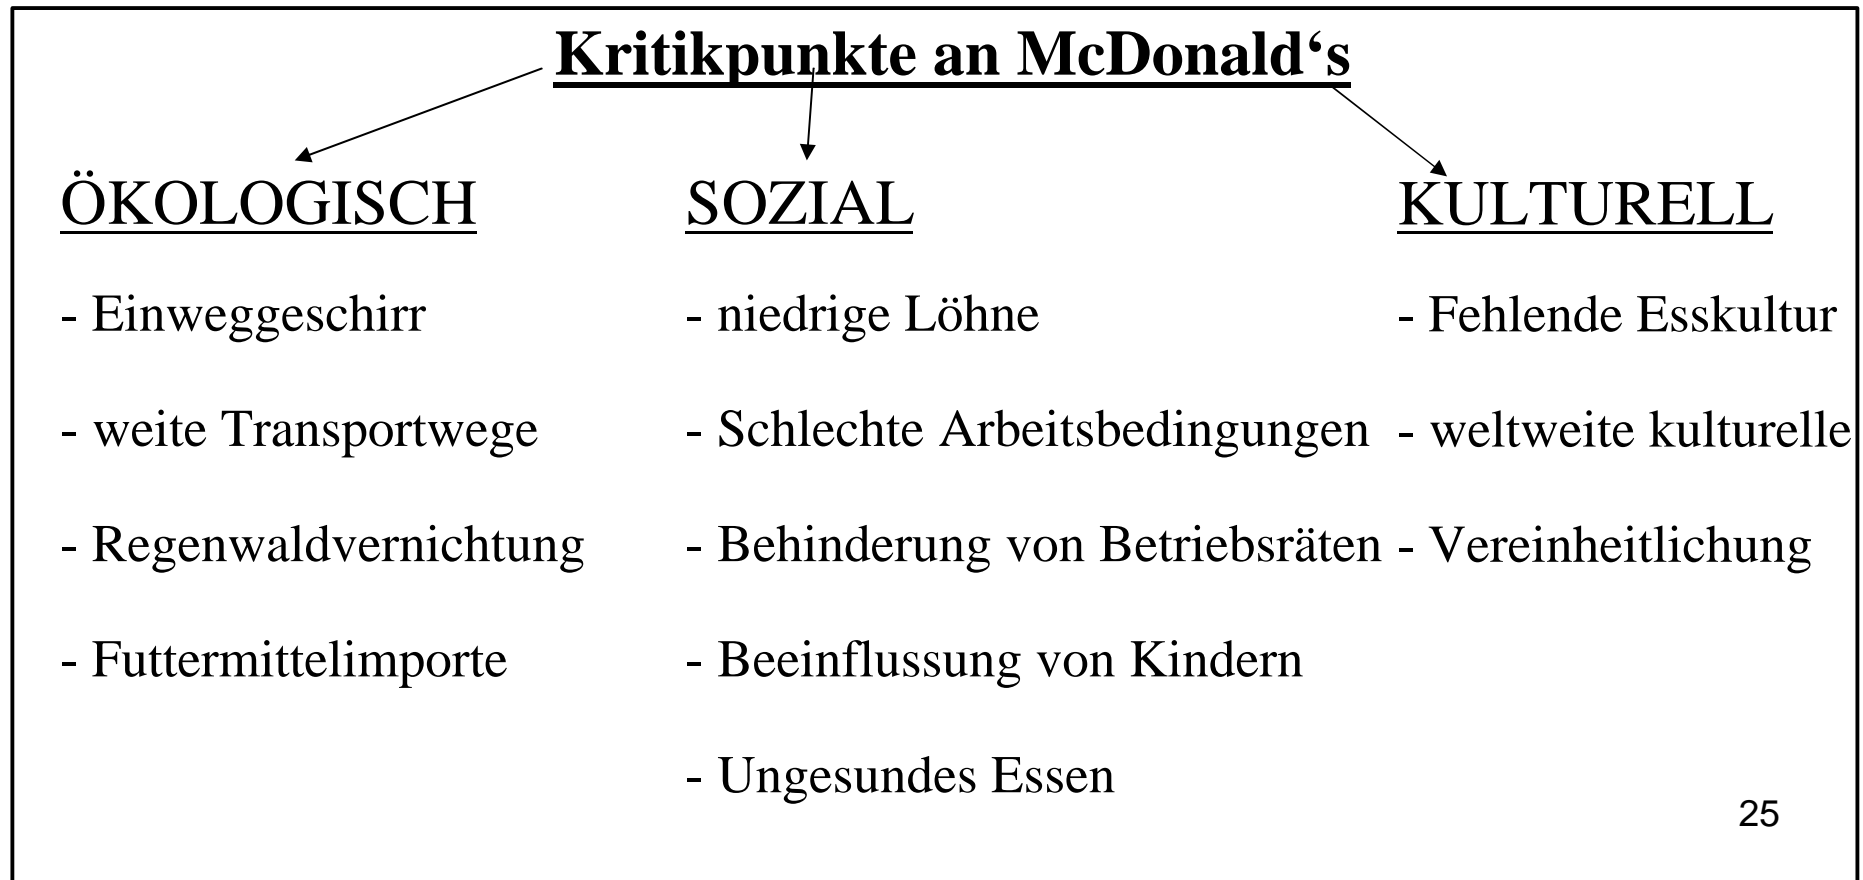 Kritikpunkte an McDonald‘s
ÖKOLOGISCH
- Einweggeschirr
- weite Transportwege
- Regenwaldvernichtung
- Futtermittelimporte
SOZIAL
- niedrige Löhne
- Schlechte Arbeitsbedingungen
- Behinderung von Betriebsräten
- Beeinflussung von Kindern
- Ungesundes Essen
KULTURELL
- Fehlende Esskultur
- weltweite kulturelle
- Vereinheitlichung
25